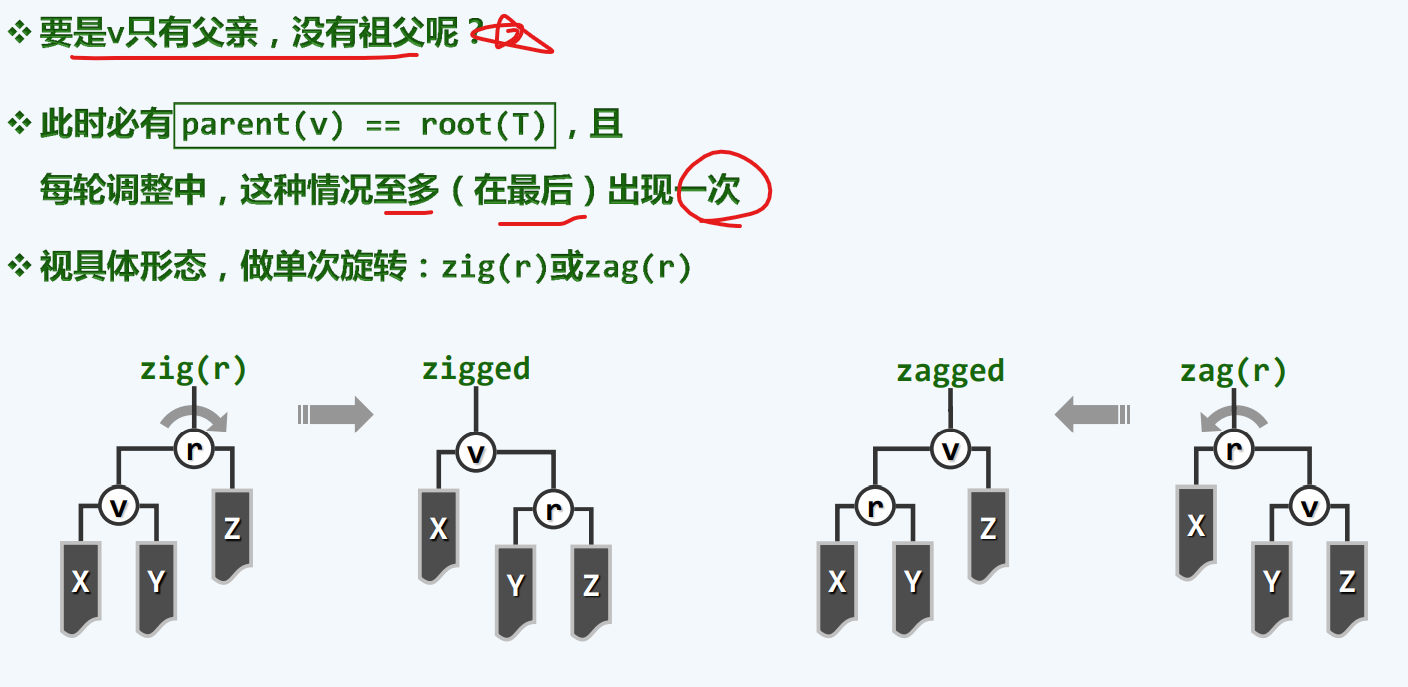 ❖ 要是v只有父亲，没有祖父呢？
❖ 此时必有 parent(v) == root(T)，且
每轮调整中，这种情况至多（在最后）出现一次
❖ 视具体形态，做单次旋转：zig(r)或zag(r)
zig(r) zigged zagged zag(r)
r v v r
v Z X r r Z X v
X Y Y Z X Y Y Z